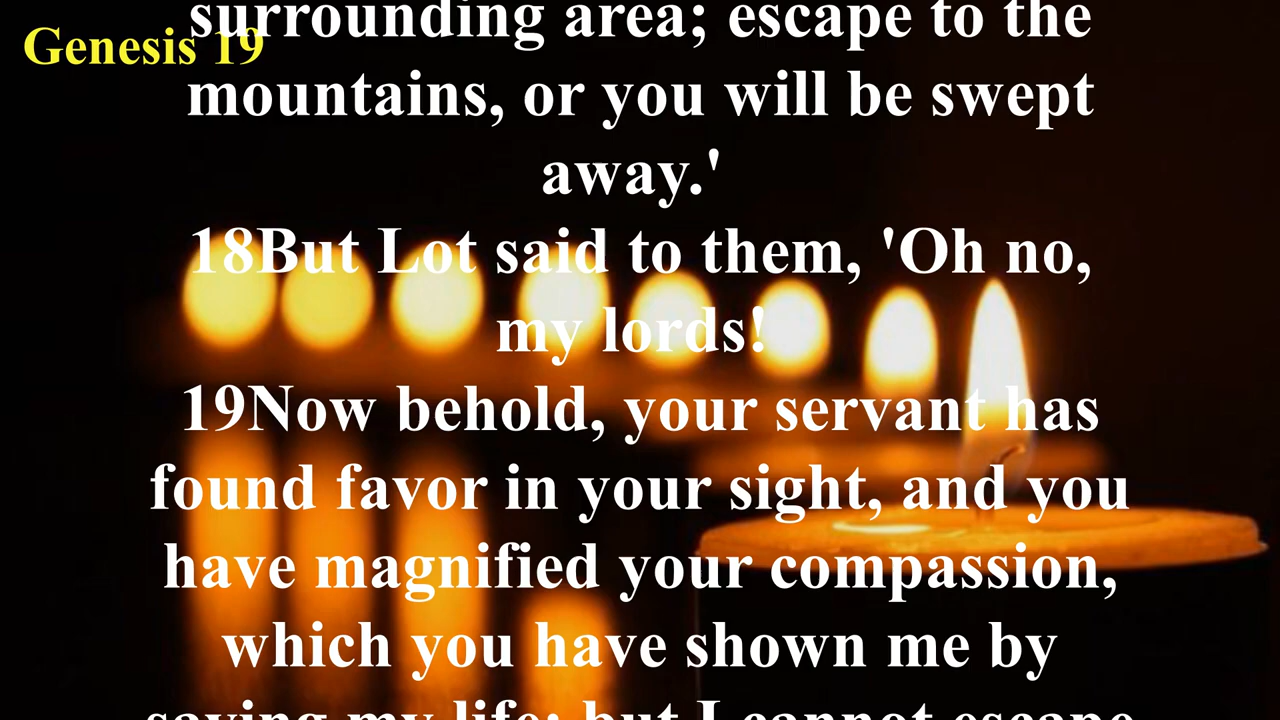 Genesis 19
surrounding area; escape to the
mountains, or you will be swept
away.'
18But Lot said to them, 'Oh no,
my lords!
19Now behold, your servant has
found favor in your sight, and you
have magnified your compassion,
which you have shown me by
saving my life; but I cannot escape